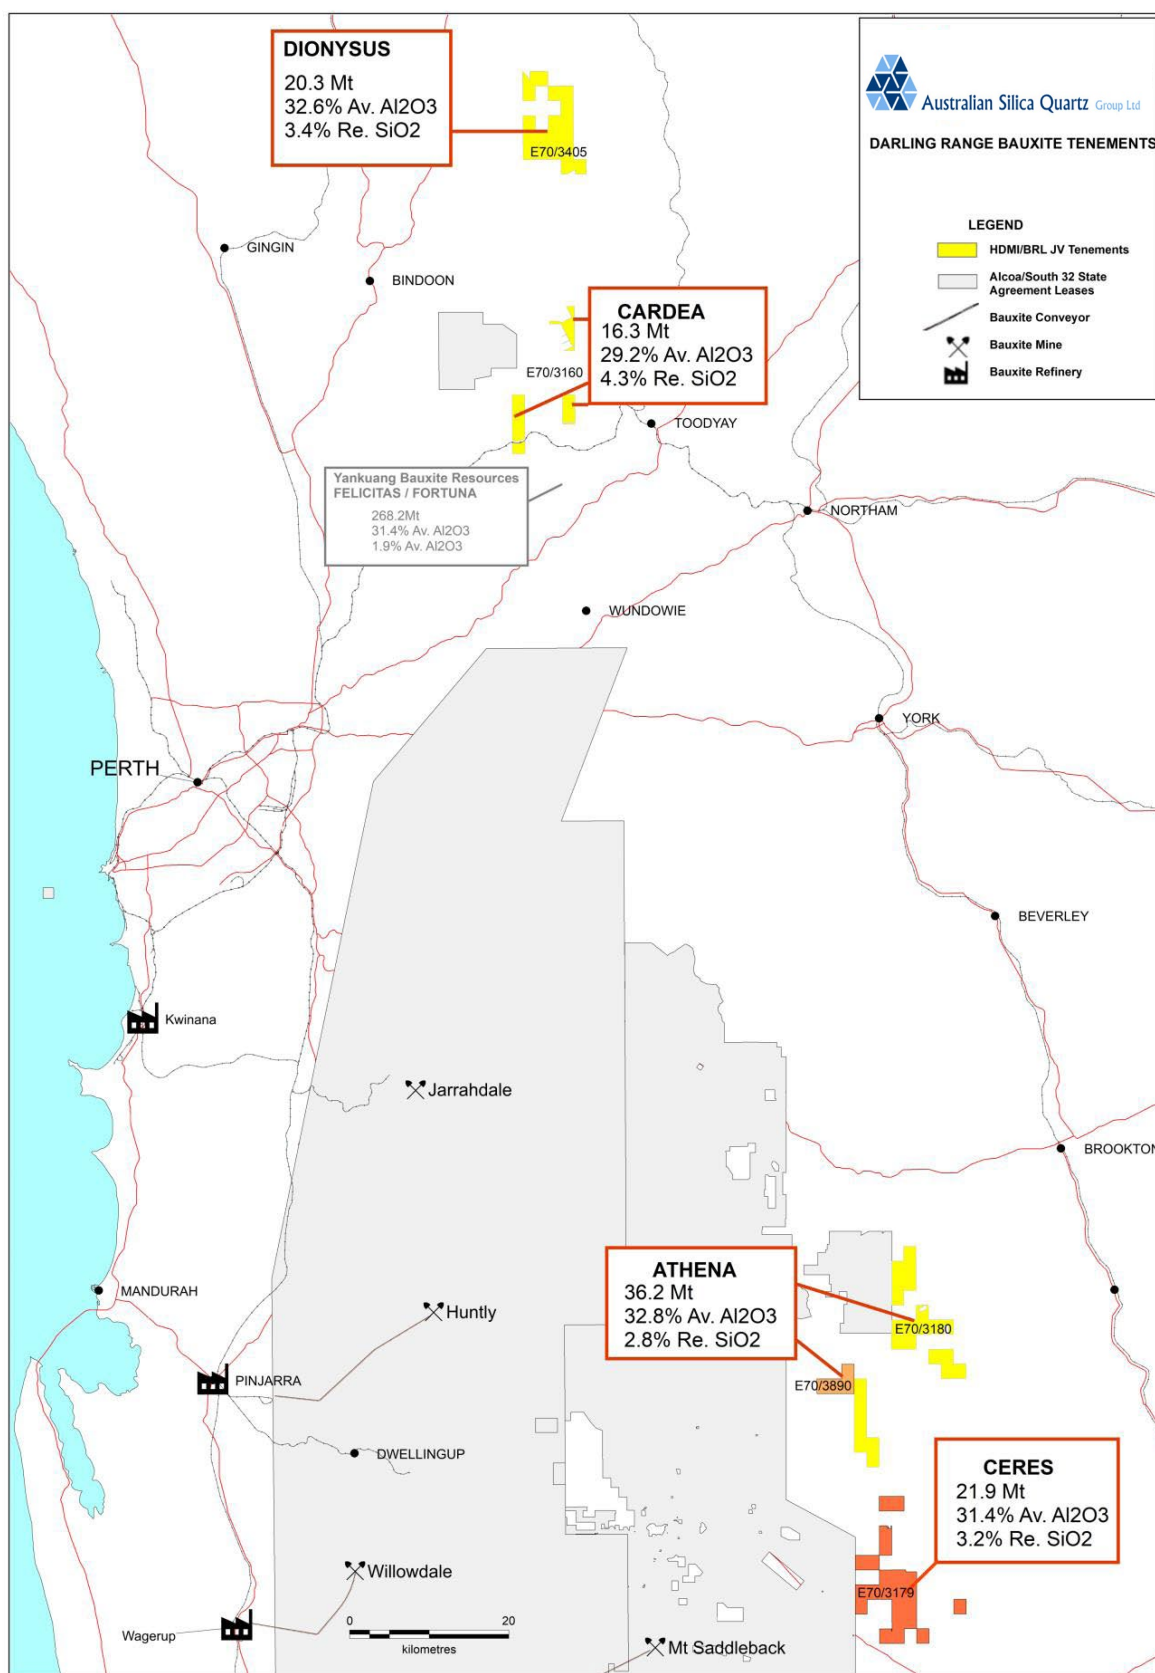 DIONYSUS
20.3 Mt
32.6% Av. Al2O3
3.4% Re. SiO2
E70/3405
Australian Silica Quartz Group Ltd
DARLING RANGE BAUXITE TENEMENTS
LEGEND
HDMI/BRL JV Tenements
Alcoa/South 32 State
Agreement Leases
Bauxite Conveyor
Bauxite Mine
Bauxite Refinery
GINGIN
BINDOON
CARDEA
16.3 Mt
29.2% Av. Al2O3
4.3% Re. SiO2
E70/3160
TOODYAY
Yankuang Bauxite Resources
FELICITAS / FORTUNA
268.2Mt
31.4% Av. Al2O3
1.9% Av. Al2O3
NORTHAM
WUNDOWIE
YORK
PERTH
BEVERLEY
Kwinana
Jarrahdale
BROOKTON
ATHENA
36.2 Mt
32.8% Av. Al2O3
2.8% Re. SiO2
MANDURAH
Huntly
E70/3180
PINJARRA
E70/3890
DWELLINGUP
CERES
21.9 Mt
31.4% Av. Al2O3
3.2% Re. SiO2
Willowdale
E70/3179
Wagerup
0 20
kilometres
Mt Saddleback